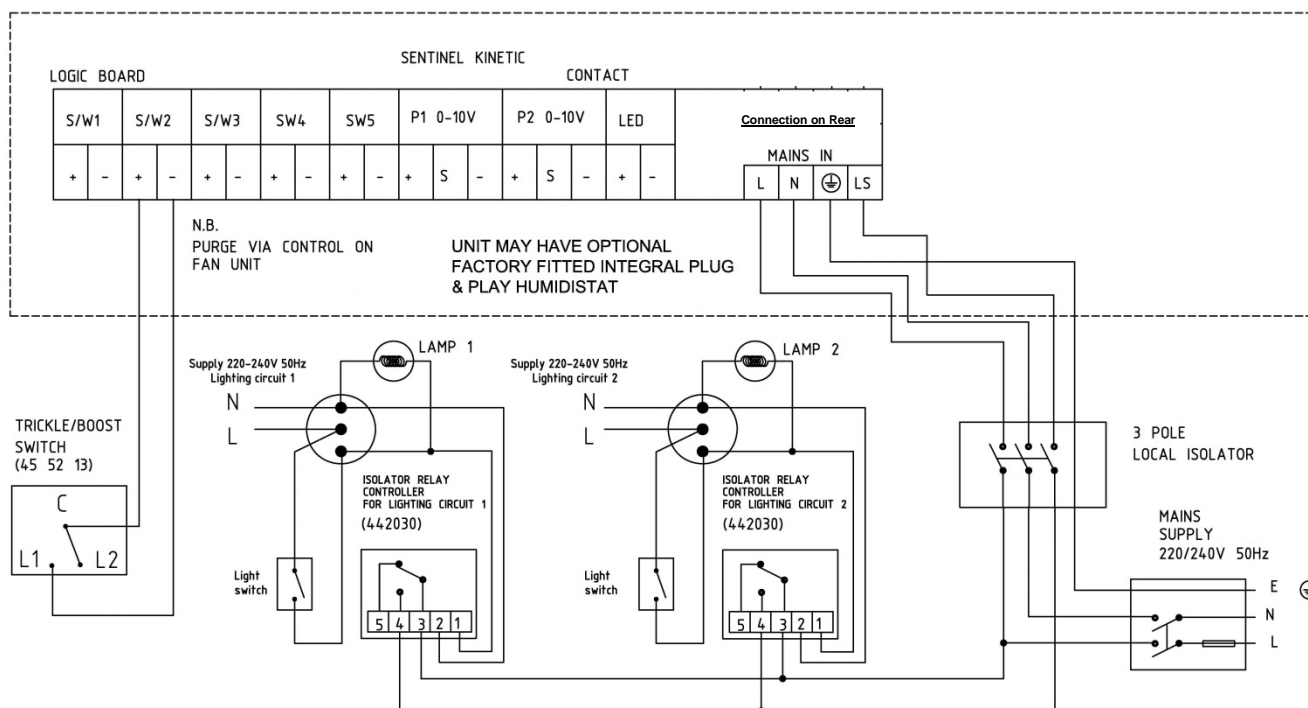 SENTINEL KINETIC
LOGIC BOARD
CONTACT
S/W1 S/W2 S/W3 SW4 SW5 P1 0-10V P2 0-10V LED
Connection on Rear
MAINS IN
+ - + - + - + - + - + S - + S - + -
L N LS
N.B.
PURGE VIA CONTROL ON
FAN UNIT
UNIT MAY HAVE OPTIONAL
FACTORY FITTED INTEGRAL PLUG
& PLAY HUMIDISTAT
LAMP 1
Supply 220-240V 50Hz
Lighting circuit 1
N
L
LAMP 2
Supply 220-240V 50Hz
Lighting circuit 2
N
L
TRICKLE/BOOST
SWITCH
(45 52 13)
C
L1 L2
ISOLATOR RELAY
CONTROLLER
FOR LIGHTING CIRCUIT 1
(442030)
Light
switch
5 4 3 2 1
ISOLATOR RELAY
CONTROLLER
FOR LIGHTING CIRCUIT 2
(442030)
Light
switch
5 4 3 2 1
3 POLE
LOCAL ISOLATOR
MAINS
SUPPLY
220/240V 50Hz
E
N
L